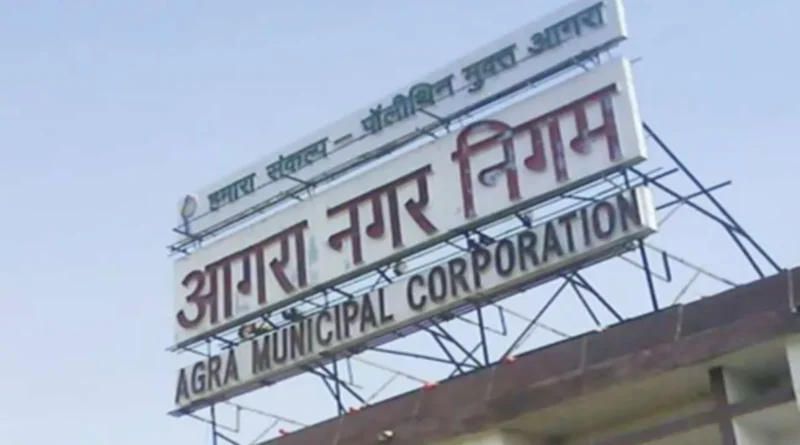 हमारा संकल्प - पॉलीथिन मुक्त आगरा
आगरा नगर निगम
AGRA MUNICIPAL CORPORATION